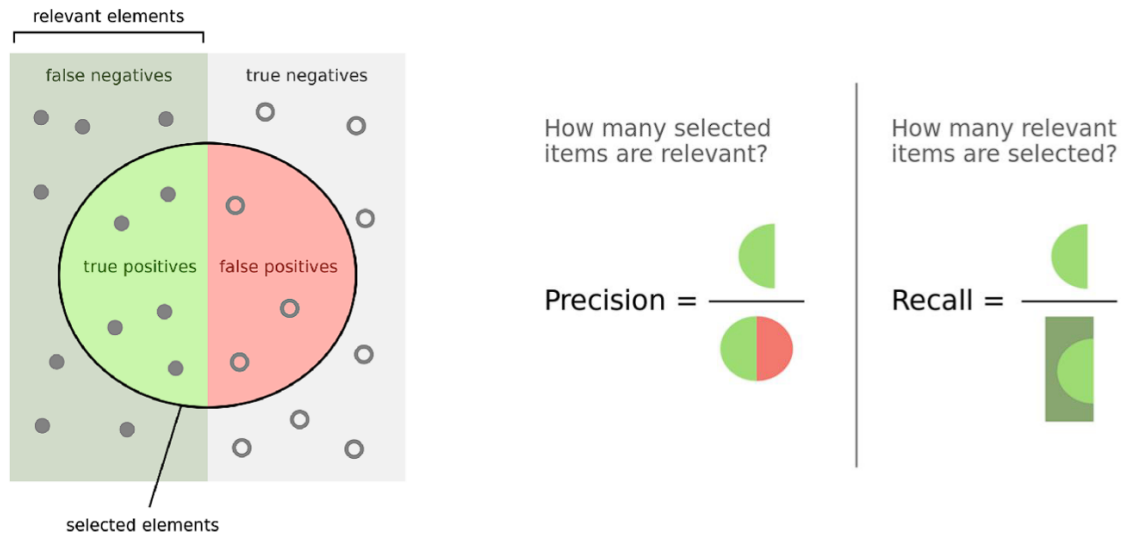 relevant elements
false negatives
true negatives
true positives
false positives
selected elements
How many selected
items are relevant?
Precision =
How many relevant
items are selected?
Recall =